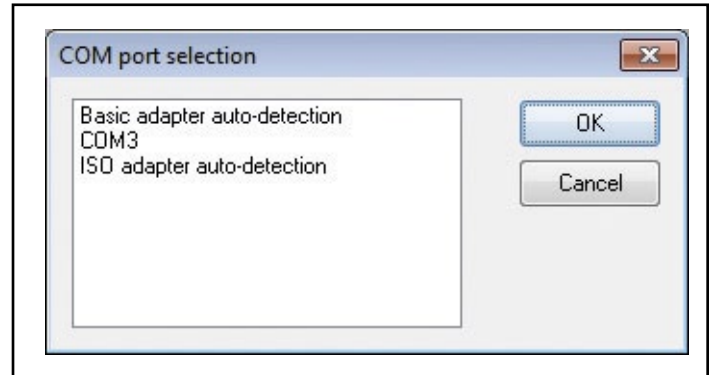 COM port selection
Basic adapter auto-detection
COM3
ISO adapter auto-detection
OK
Cancel